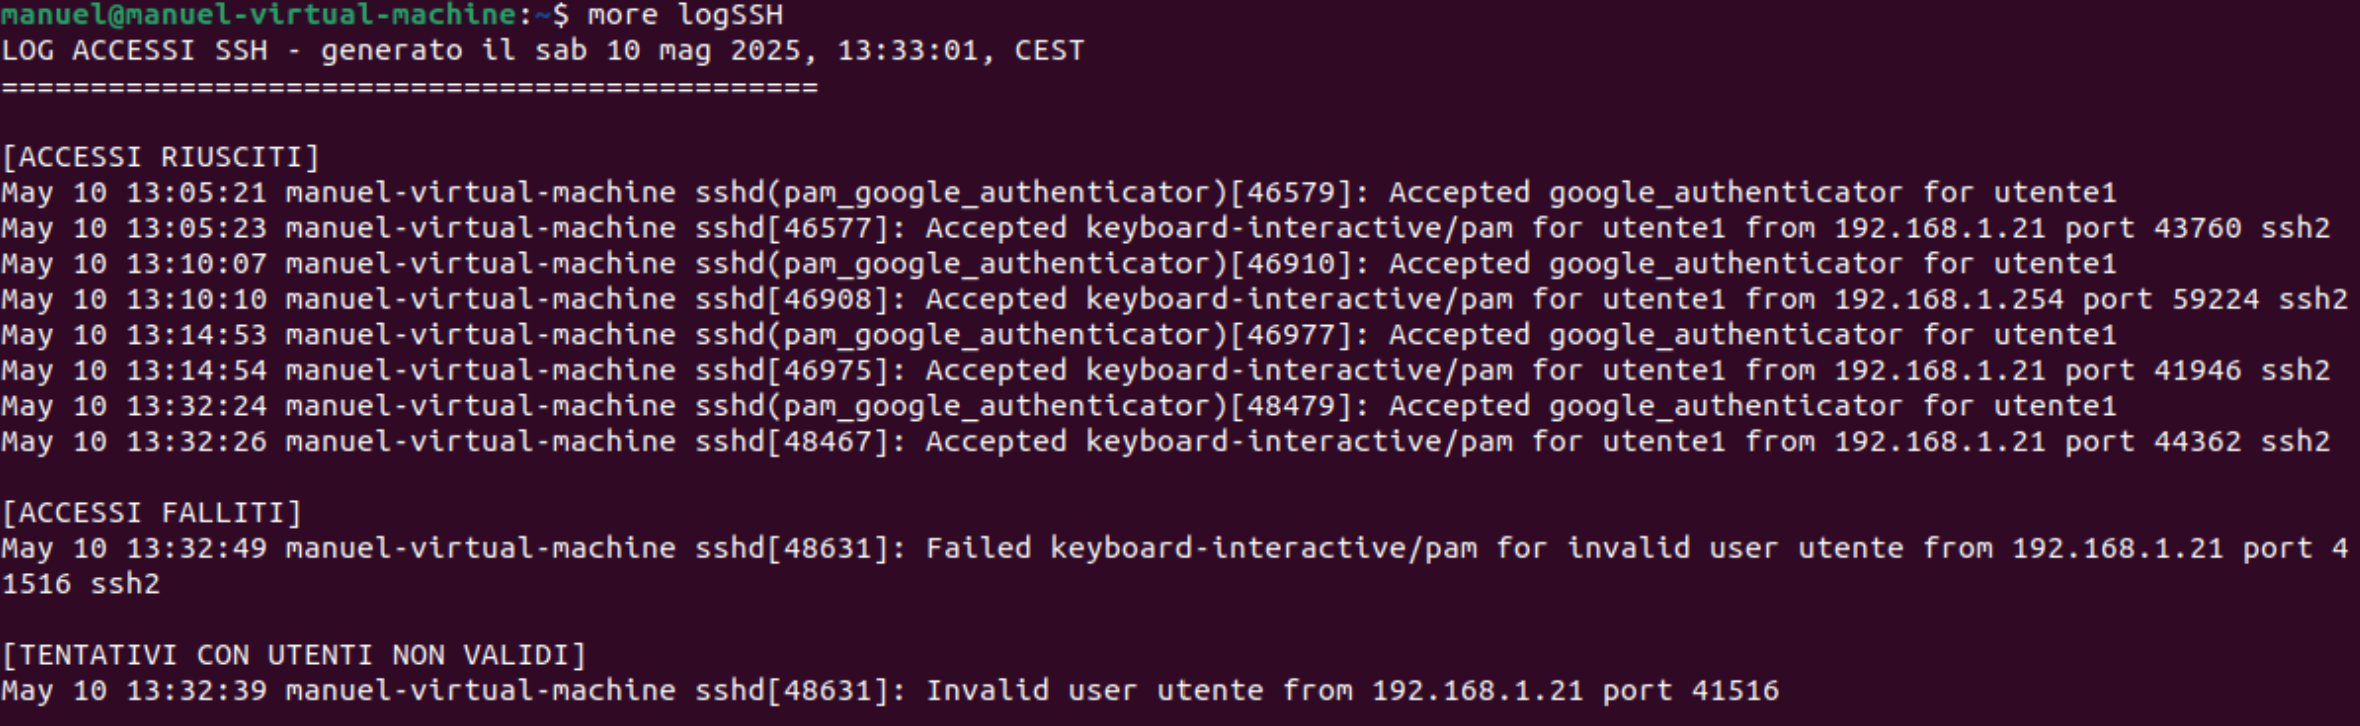 manuel@manuel-virtual-machine:~$ more logSSH
LOG ACCESSI SSH - generato il sab 10 mag 2025, 13:33:01, CEST
==============================================
[ACCESSI RIUSCITI]
May 10 13:05:21 manuel-virtual-machine sshd(pam_google_authenticator)[46579]: Accepted google_authenticator for utente1
May 10 13:05:23 manuel-virtual-machine sshd[46577]: Accepted keyboard-interactive/pam for utente1 from 192.168.1.21 port 43760 ssh2
May 10 13:10:07 manuel-virtual-machine sshd(pam_google_authenticator)[46910]: Accepted google_authenticator for utente1
May 10 13:10:10 manuel-virtual-machine sshd[46908]: Accepted keyboard-interactive/pam for utente1 from 192.168.1.254 port 59224 ssh2
May 10 13:14:53 manuel-virtual-machine sshd(pam_google_authenticator)[46977]: Accepted google_authenticator for utente1
May 10 13:14:54 manuel-virtual-machine sshd[46975]: Accepted keyboard-interactive/pam for utente1 from 192.168.1.21 port 41946 ssh2
May 10 13:32:24 manuel-virtual-machine sshd(pam_google_authenticator)[48479]: Accepted google_authenticator for utente1
May 10 13:32:26 manuel-virtual-machine sshd[48467]: Accepted keyboard-interactive/pam for utente1 from 192.168.1.21 port 44362 ssh2
[ACCESSI FALLITI]
May 10 13:32:49 manuel-virtual-machine sshd[48631]: Failed keyboard-interactive/pam for invalid user utente from 192.168.1.21 port 4
1516 ssh2
[TENTATIVI CON UTENTI NON VALIDI]
May 10 13:32:39 manuel-virtual-machine sshd[48631]: Invalid user utente from 192.168.1.21 port 41516